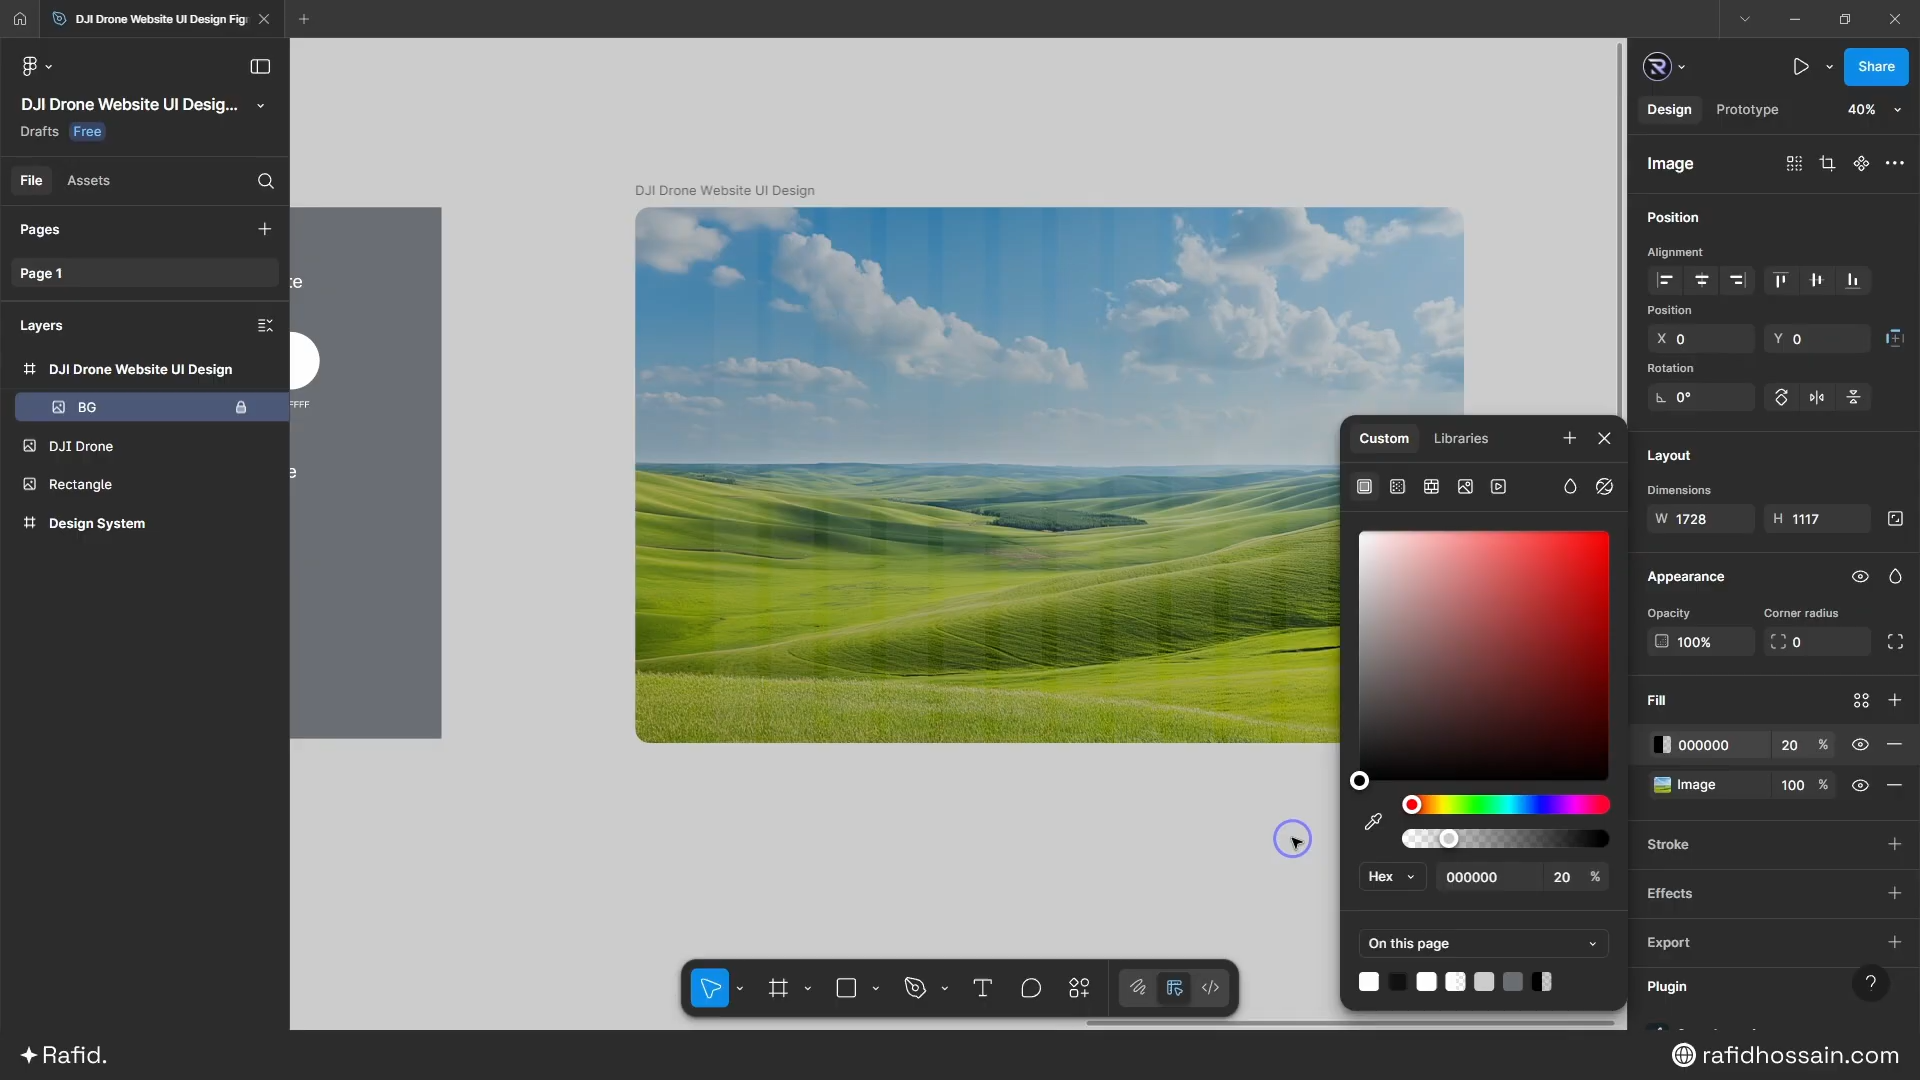 DJI Drone Website UI Design Fig
DJI Drone Website UI Desig...
Drafts Free
File Assets
Pages
Page 1
Layers
DJI Drone Website UI Design
BG
DJI Drone
Rectangle
Design System
te
FFFF
e
DJI Drone Website UI Design
Custom Libraries
Hex 000000 20 %
On this page
Share
Design Prototype 40%
Image
Position
Alignment
Position
X 0 Y 0
Rotation
0°
Layout
Dimensions
W 1728 H 1117
Appearance
Opacity Corner radius
100% 0
Fill
000000 20 %
Image 100 %
Stroke
Effects
Export
Plugin
?
Rafid.
rafidhossain.com